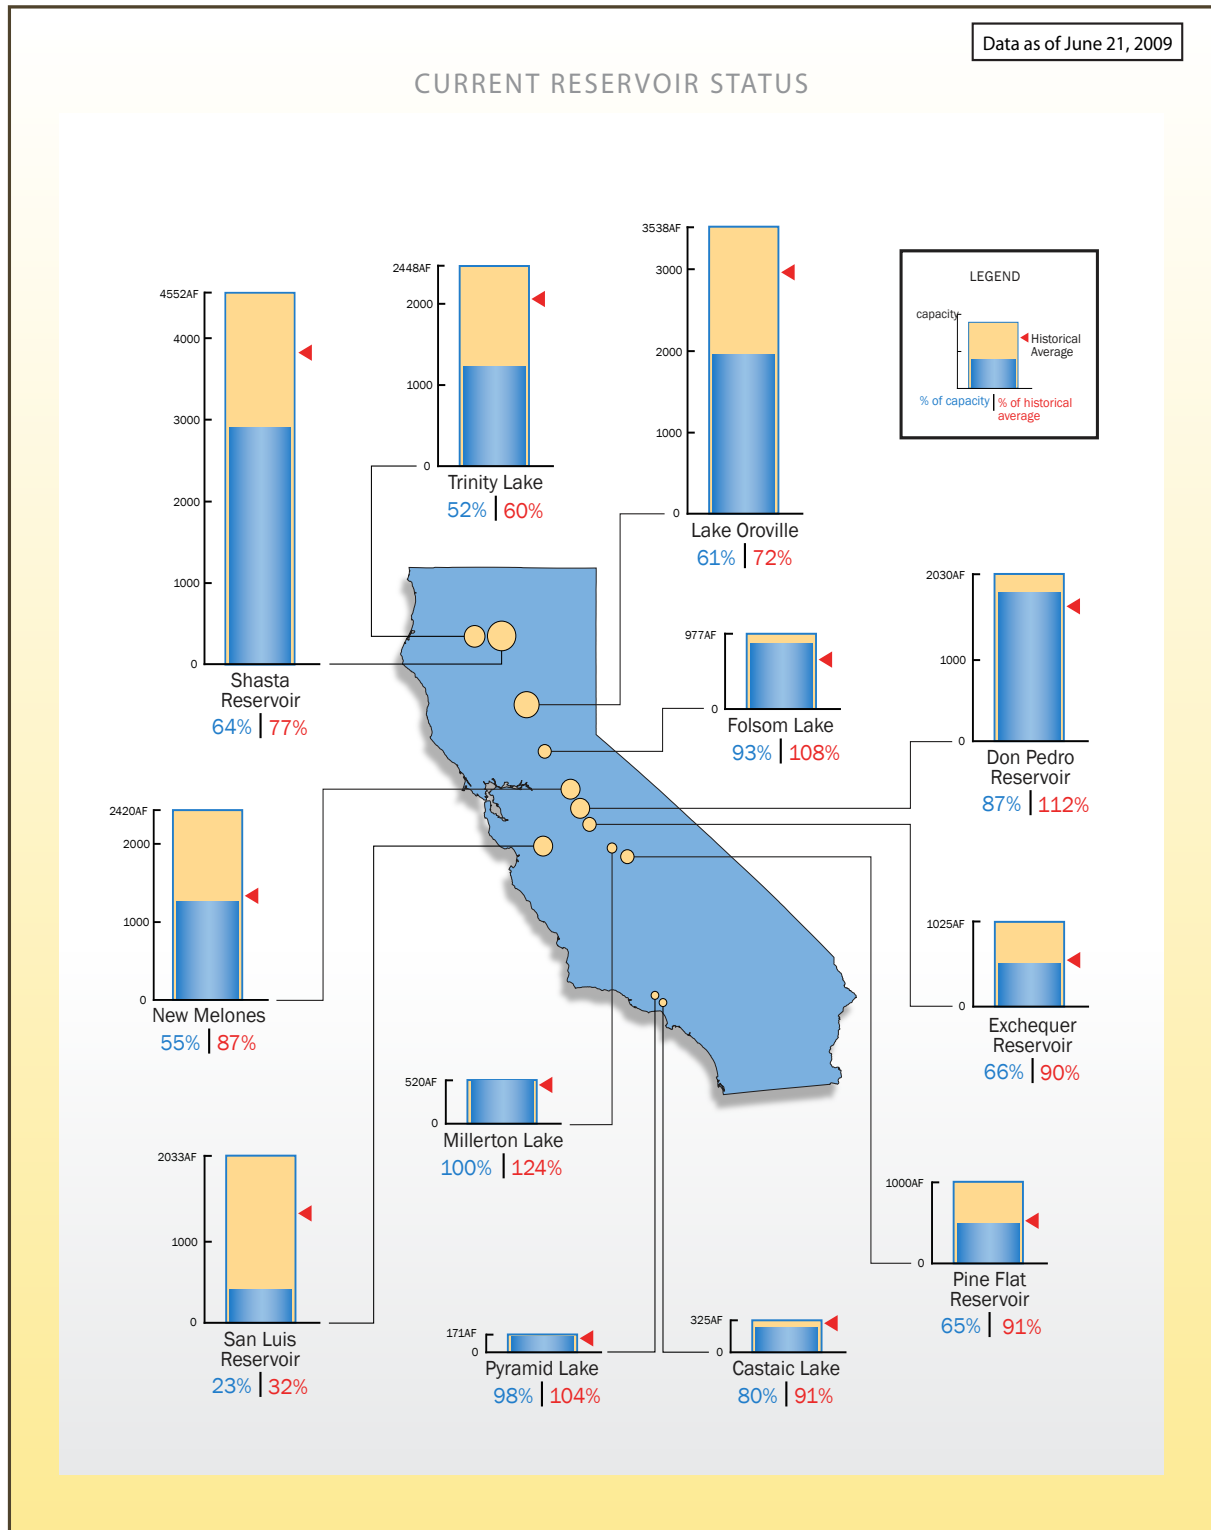 Data as of June 21, 2009
CURRENT RESERVOIR STATUS
4552AF
4000
3000
2000
1000
0
Shasta
Reservoir
64% | 77%
2448AF
2000
1000
0
Trinity Lake
52% | 60%
3538AF
3000
2000
1000
0
Lake Oroville
61% | 72%
LEGEND
capacity
Historical
Average
% of capacity | % of historical
average
977AF
0
Folsom Lake
93% | 108%
2030AF
1000
0
Don Pedro
Reservoir
87% | 112%
2420AF
2000
1000
0
New Melones
55% | 87%
1025AF
0
Exchequer
Reservoir
66% | 90%
520AF
0
Millerton Lake
100% | 124%
2033AF
1000
0
San Luis
Reservoir
23% | 32%
1000AF
0
Pine Flat
Reservoir
65% | 91%
171AF
0
Pyramid Lake
98% | 104%
325AF
0
Castaic Lake
80% | 91%